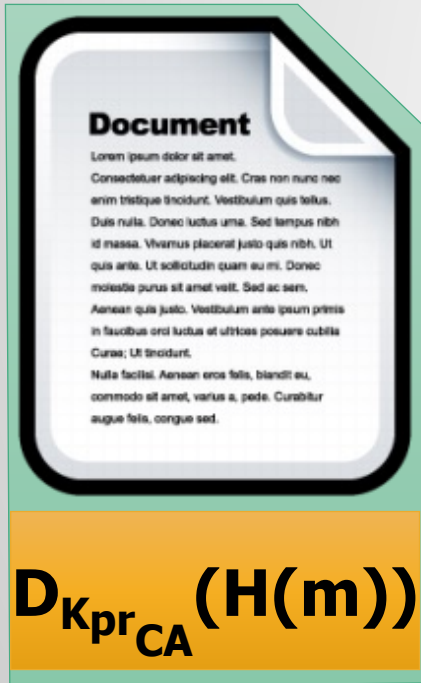 Document
Lorem ipsum dolor sit amet,
Consectetuer adipiscing elit. Cras non nunc nec
enim tristique tincidunt. Vestibulum quis tellus.
Duis nulla. Donec luctus urna. Sed tempus nibh
id massa. Vivamus placerat justo quis nibh. Ut
quis ante. Ut sollicitudin quam eu mi. Donec
molestie purus sit amet velit. Sed ac sem.
Aenean quis justo. Vestibulum ante ipsum primis
in faucibus orci luctus et ultrices posuere cubilia
Curae; Ut tincidunt.
Nulla facilisi. Aenean eros felis, blandit eu,
commodo sit amet, varius a, pede. Curabitur
augue felis, congue sed.
D_{Kpr_{CA}}(H(m))